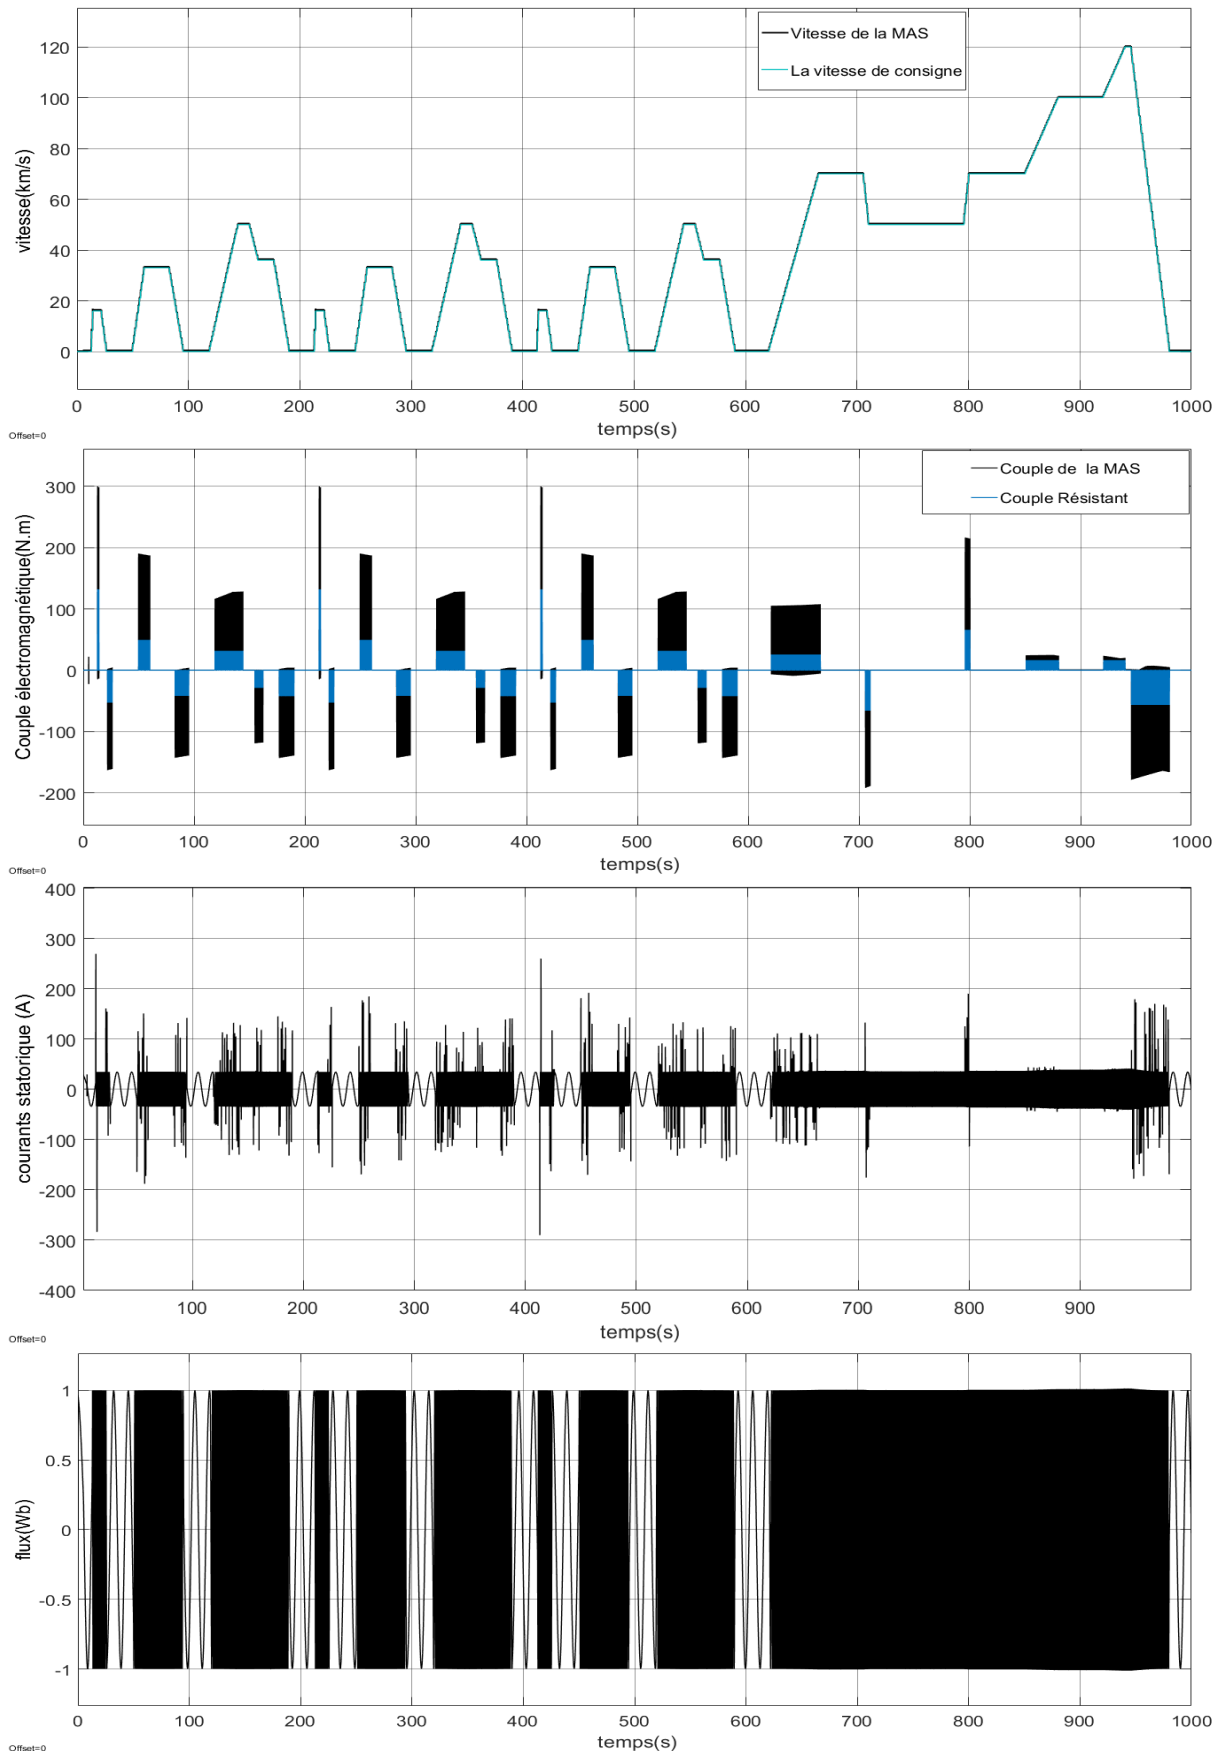 Vitesse de la MAS
La vitesse de consigne
120
100
80
60
40
20
0
vitesse(km/s)
0 100 200 300 400 500 600 700 800 900 1000
temps(s)
Offset=0
Couple de la MAS
Couple Résistant
300
200
100
0
-100
-200
Couple électromagnétique(N.m)
0 100 200 300 400 500 600 700 800 900 1000
temps(s)
Offset=0
400
300
200
100
0
-100
-200
-300
-400
courants statorique (A)
100 200 300 400 500 600 700 800 900
temps(s)
Offset=0
1
0.5
0
-0.5
-1
flux(Wb)
0 100 200 300 400 500 600 700 800 900 1000
temps(s)
Offset=0